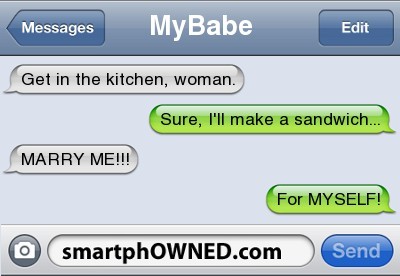 Messages
MyBabe
Edit
Get in the kitchen, woman.
Sure, I'll make a sandwich...
MARRY ME!!!
For MYSELF!
smartphOWNED.com
Send